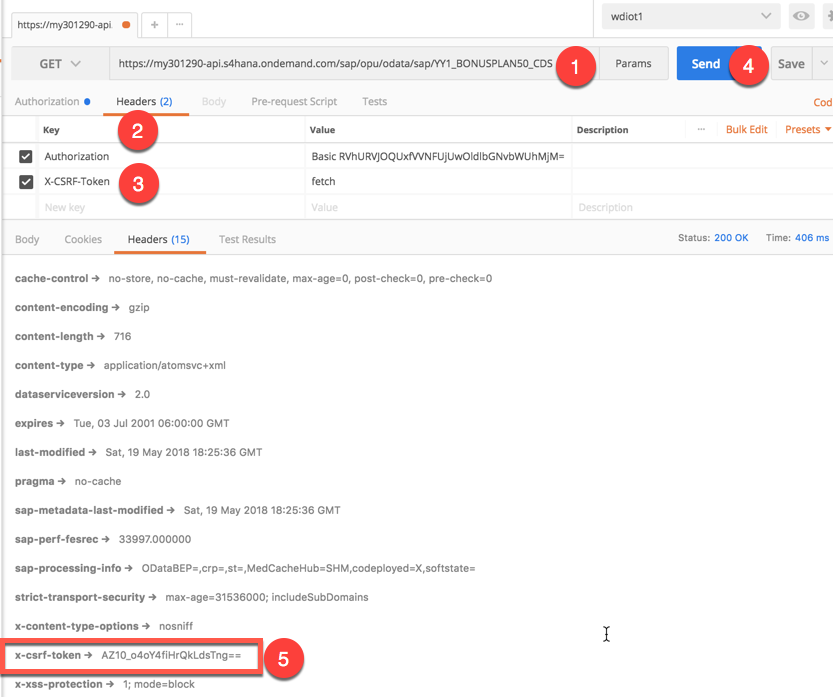 https://my301290-api.
+
...
wdiot1
GET
https://my301290-api.s4hana.ondemand.com/sap/opu/odata/sap/YY1_BONUSPLAN50_CDS
1
Params
Send
4
Save
Authorization
Headers (2)
Body
Pre-request Script
Tests
Cod
2
Key
Value
Description
...
Bulk Edit
Presets
Authorization
X-CSRF-Token
3
fetch
New key
Value
Description
Body
Cookies
Headers (15)
Test Results
Status: 200 OK
Time: 406 ms
cache-control → no-store, no-cache, must-revalidate, max-age=0, post-check=0, pre-check=0
content-encoding → gzip
content-length → 716
content-type → application/atomsvc+xml
dataserviceversion → 2.0
expires → Tue, 03 Jul 2001 06:00:00 GMT
last-modified → Sat, 19 May 2018 18:25:36 GMT
pragma → no-cache
sap-metadata-last-modified → Sat, 19 May 2018 18:25:36 GMT
sap-perf-fesrec → 33997.000000
sap-processing-info → ODataBEP=,crp=,st=,MedCacheHub=SHM,codeployed=X,softstate=
strict-transport-security → max-age=31536000; includeSubDomains
x-content-type-options → nosniff
x-csrf-token → AZ10_o4oY4fiHrQkLdsTng==
5
x-xss-protection → 1; mode=block